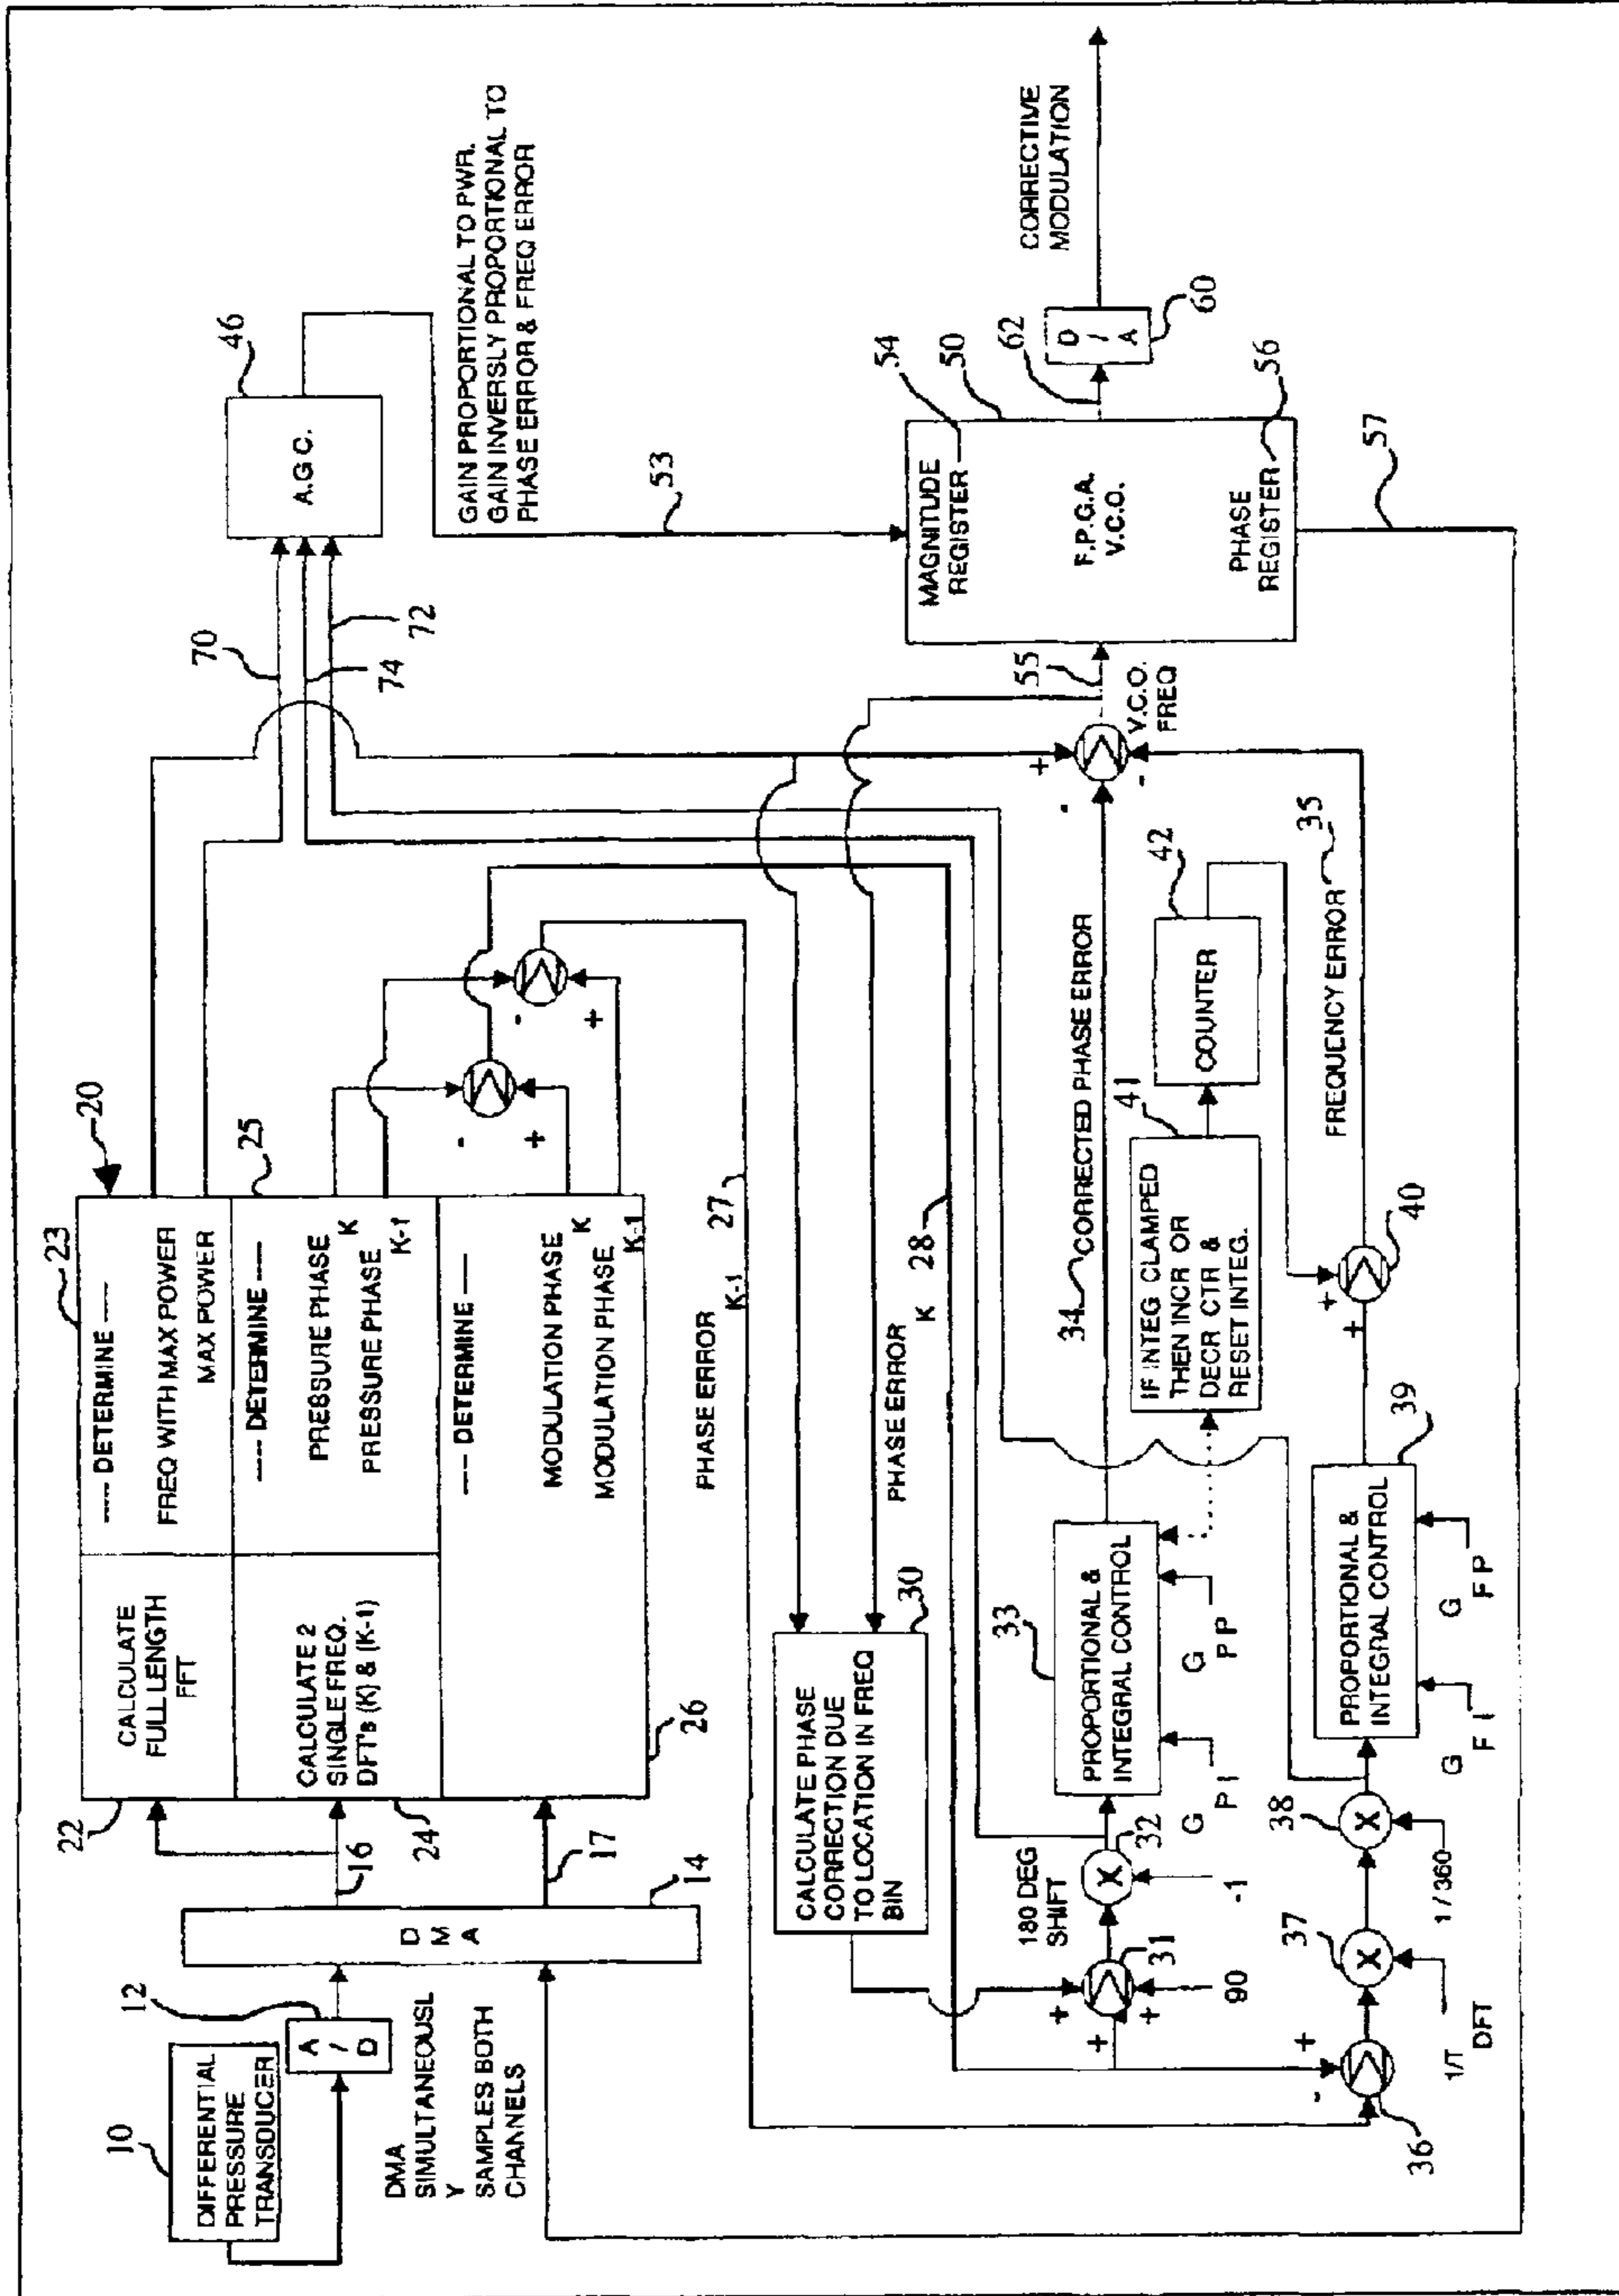 10
DIFFERENTIAL
PRESSURE
TRANSDUCER
12
A
/
D
DMA
SIMULTANEOUSL
Y
SAMPLES BOTH
CHANNELS
14
D
M
A
16
17
20
22
CALCULATE
FULL LENGTH
FFT
23
---- DETERMINE ----
FREQ WITH MAX POWER
MAX POWER
24
CALCULATE 2
SINGLE FREQ.
DFT's (K) & (K-1)
25
---- DETERMINE ----
PRESSURE PHASE
K
PRESSURE PHASE
K-1
26
---- DETERMINE ----
MODULATION PHASE
K
MODULATION PHASE
K-1
-
+
-
+
PHASE ERROR
K-1
27
PHASE ERROR
K
28
30
CALCULATE PHASE
CORRECTION DUE
TO LOCATION IN FREQ
BIN
+
+
+
31
90
180 DEG
SHIFT
X
32
-1
33
PROPORTIONAL &
INTEGRAL CONTROL
G
P I
G
P P
34
CORRECTED PHASE ERROR
-
+
36
X
37
1/T
DFT
X
38
1 / 360
PROPORTIONAL &
INTEGRAL CONTROL
39
G
F I
G
F P
+
+
40
41
IF INTEG CLAMPED
THEN INCR OR
DECR CTR &
RESET INTEG.
42
COUNTER
FREQUENCY ERROR
35
+
-
-
V.C.O.
FREQ
55
70
74
72
46
A.G.C.
GAIN PROPORTIONAL TO PWR.
GAIN INVERSLY PROPORTIONAL TO
PHASE ERROR & FREQ ERROR
53
54
50
MAGNITUDE
REGISTER
F.P.G.A.
V.C.O.
PHASE
REGISTER
56
57
62
D
/
A
60
CORRECTIVE
MODULATION